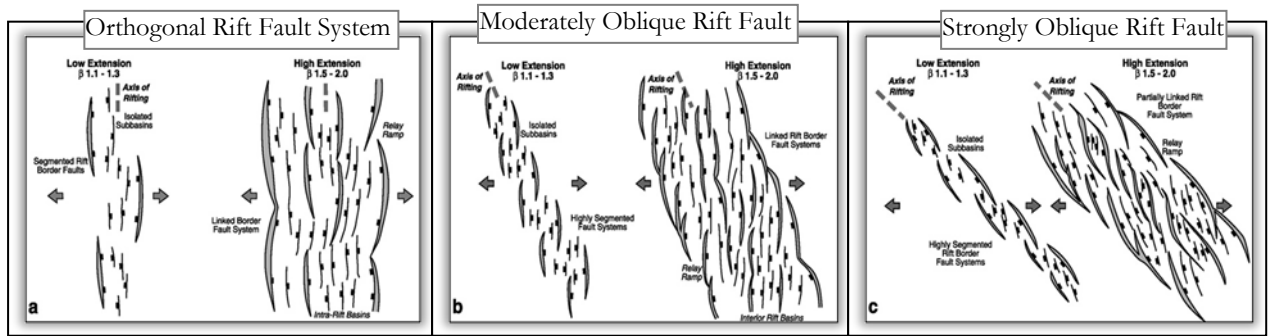 Orthogonal Rift Fault System
Low Extension
β 1.1 - 1.3
Axis of
Rifting
Isolated
Subbasins
Segmented Rift
Border Faults
High Extension
β 1.5 - 2.0
Relay
Ramp
Linked Border
Fault System
Intra-Rift Basins
a
Moderately Oblique Rift Fault
Low Extension
β 1.1 - 1.3
Axis of
Rifting
Isolated
Subbasins
Highly Segmented
Fault Systems
High Extension
β 1.5 - 2.0
Axis of
Rifting
Linked Rift Border
Fault Systems
Relay
Ramp
Interior Rift Basins
b
Strongly Oblique Rift Fault
Low Extension
β 1.1 - 1.3
Axis of
Rifting
Isolated
Subbasins
Highly Segmented
Rift Border
Fault Systems
High Extension
β 1.5 - 2.0
Axis of
Rifting
Partially Linked Rift
Border
Fault System
Relay
Ramp
c